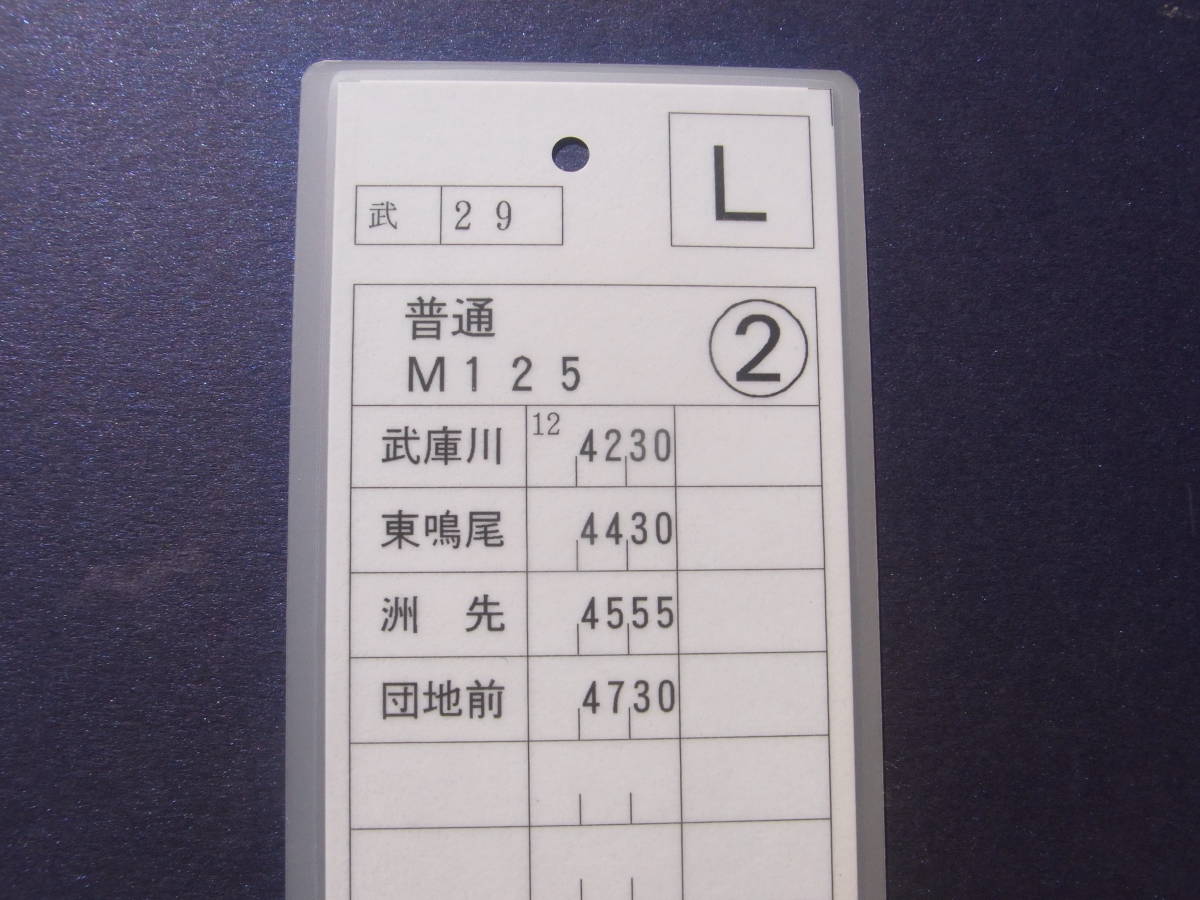 L
武 29
普通
M125 ②
武庫川 12 4230
東鳴尾 4430
洲先 4555
団地前 4730